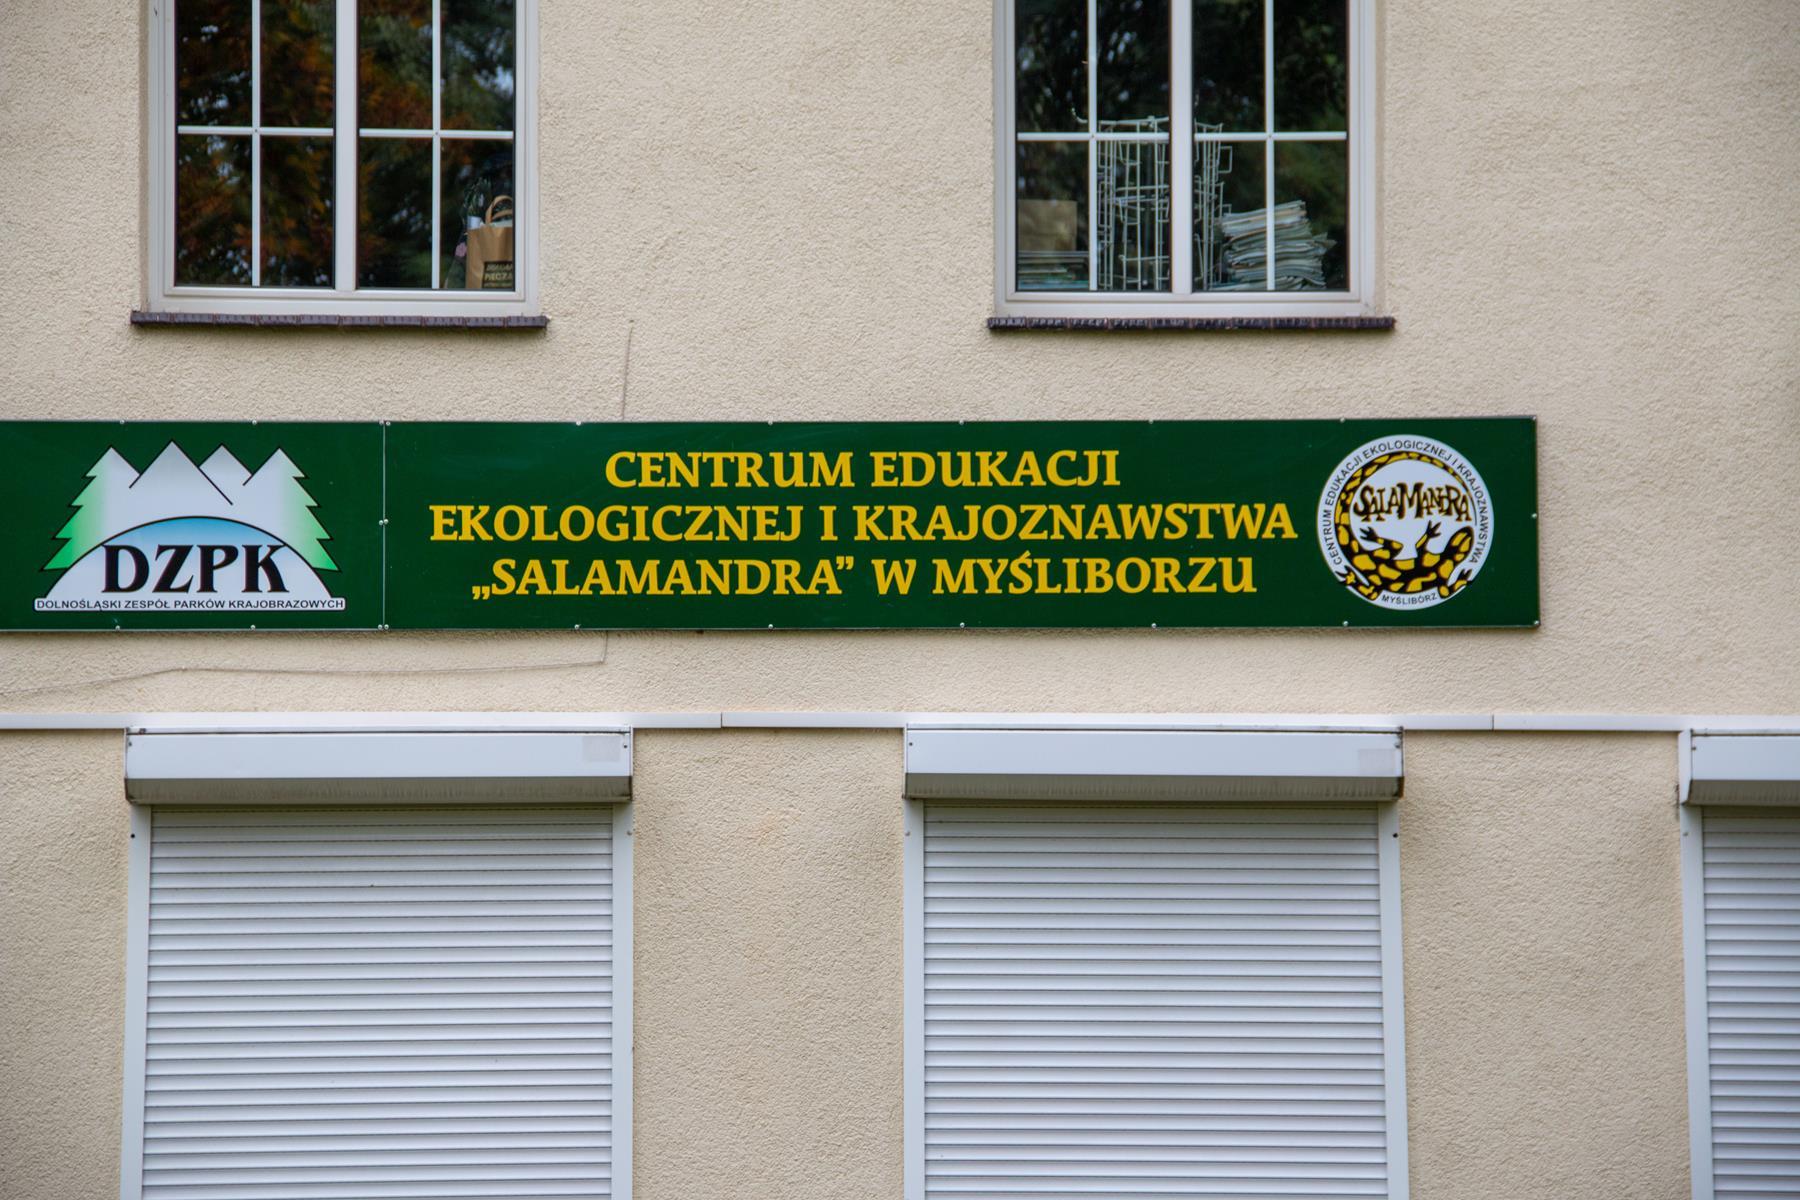 DZPK
DOLNOŚLĄSKI ZESPÓŁ PARKÓW KRAJOBRAZOWYCH
CENTRUM EDUKACJI
EKOLOGICZNEJ I KRAJOZNAWSTWA
„SALAMANDRA” W MYŚLIBORZU
CENTRUM EDUKACJI EKOLOGICZNEJ I KRAJOZNAWSTWA
SALAMANDRA
MYŚLIBÓRZ